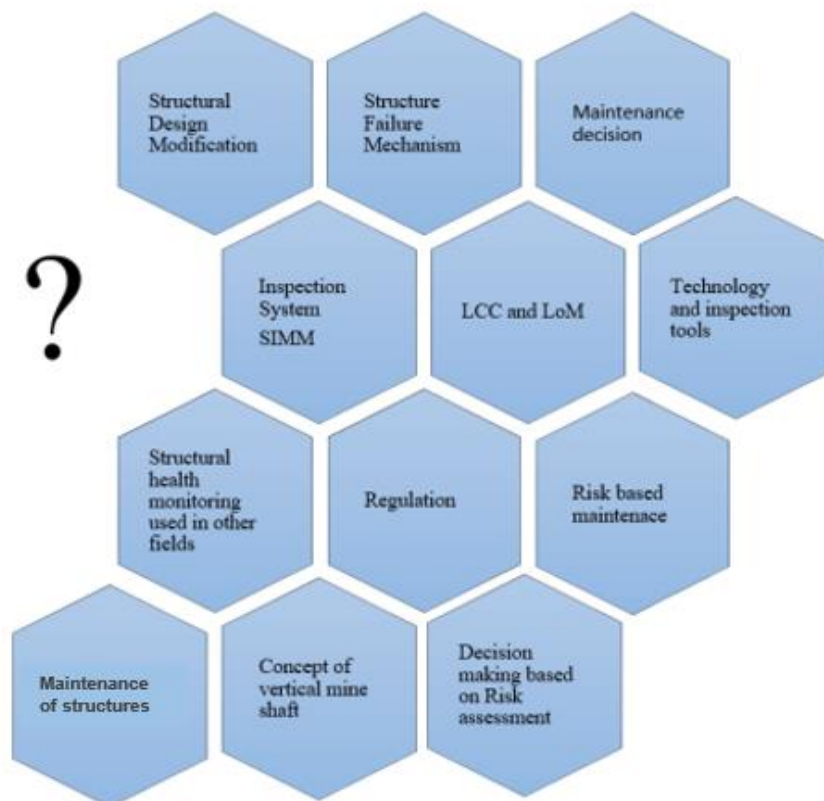 Structural
Design
Modification
Structure
Failure
Mechanism
Maintenance
decision
?
Inspection
System
SIMM
LCC and LoM
Technology
and inspection
tools
Structural
health
monitoring
used in other
fields
Regulation
Risk based
maintenace
Maintenance
of structures
Concept of
vertical mine
shaft
Decision
making based
on Risk
assessment